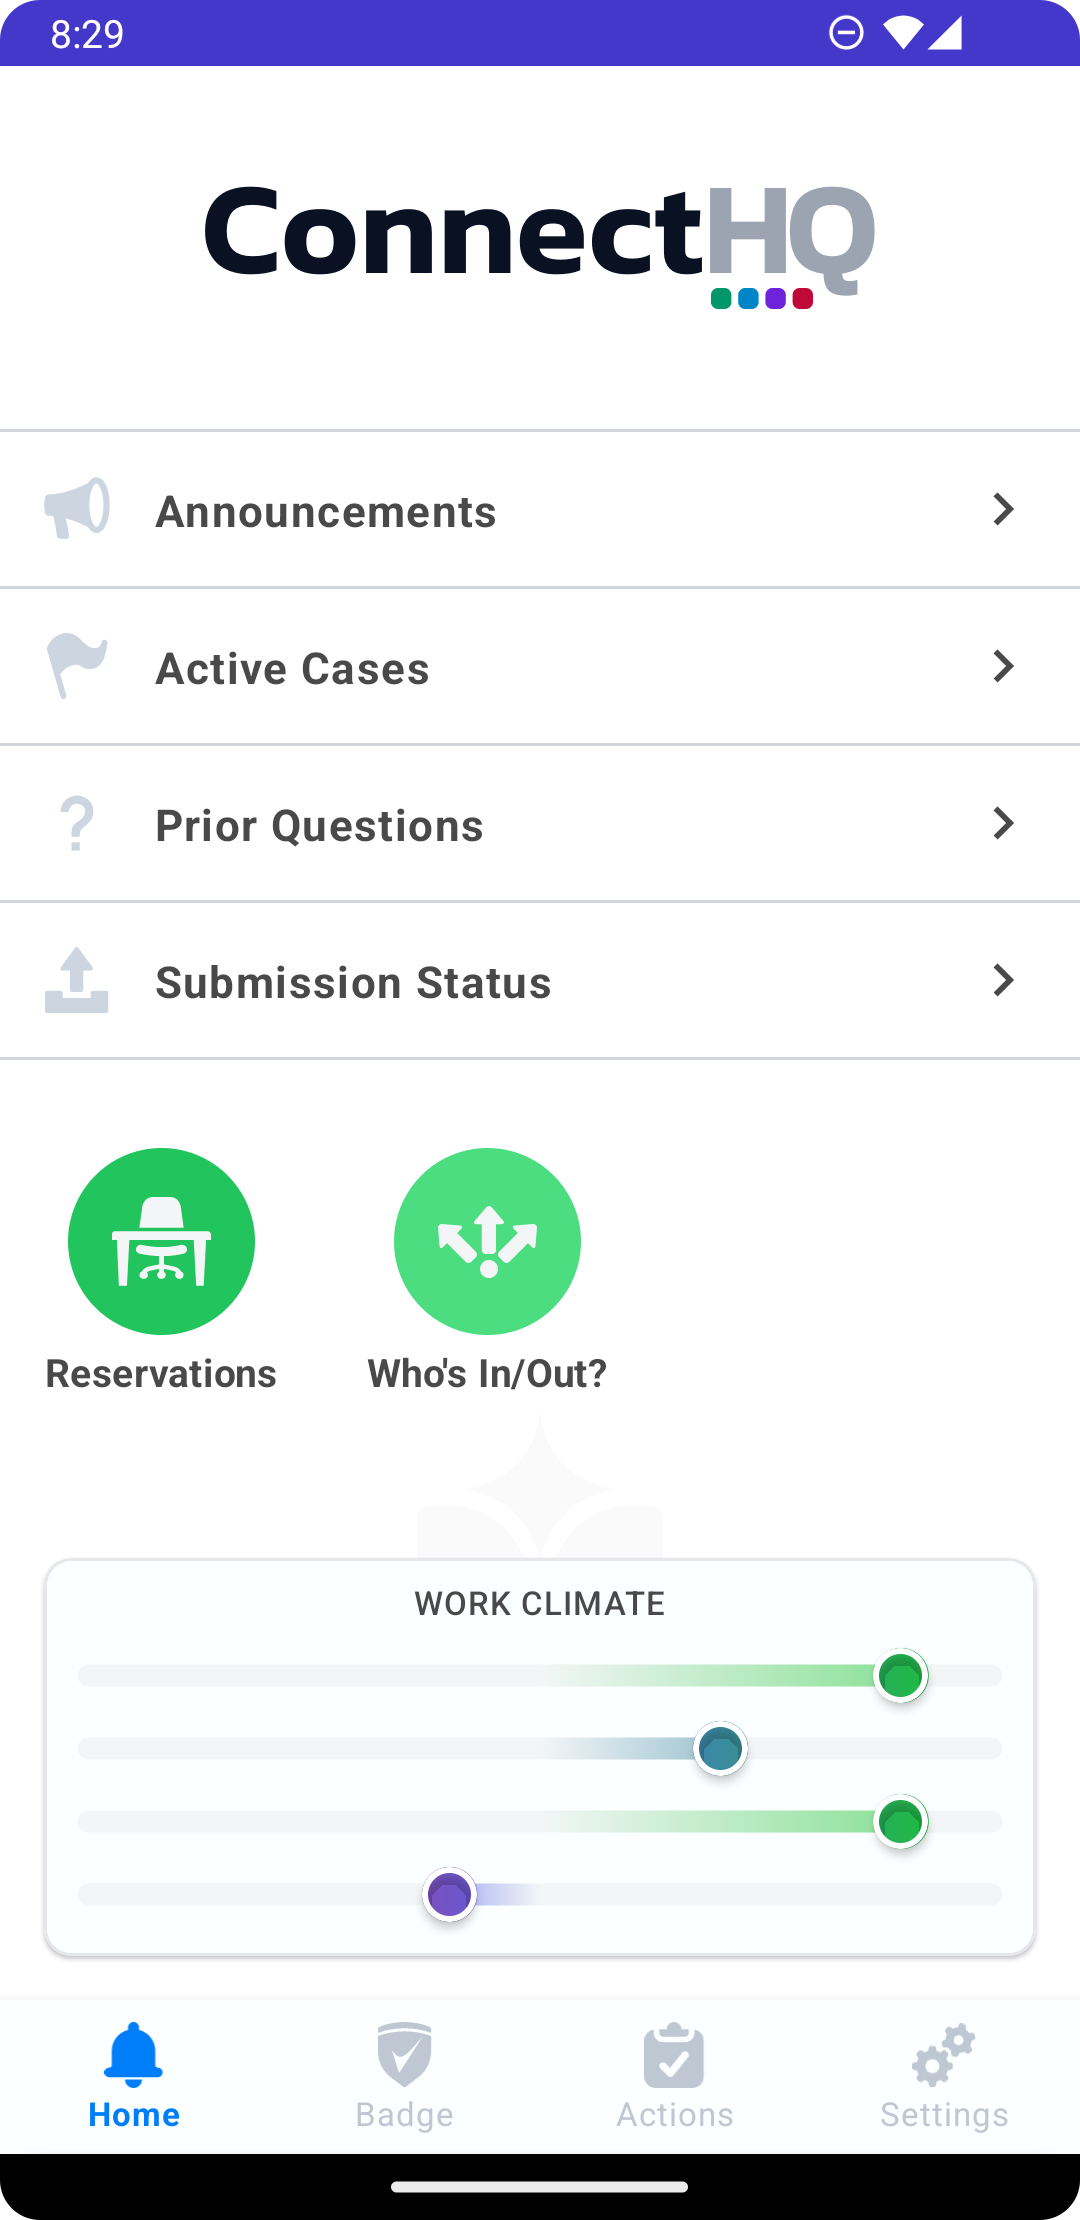 8:29
ConnectHQ
Announcements
Active Cases
Prior Questions
Submission Status
Reservations
Who's In/Out?
WORK CLIMATE
Home
Badge
Actions
Settings